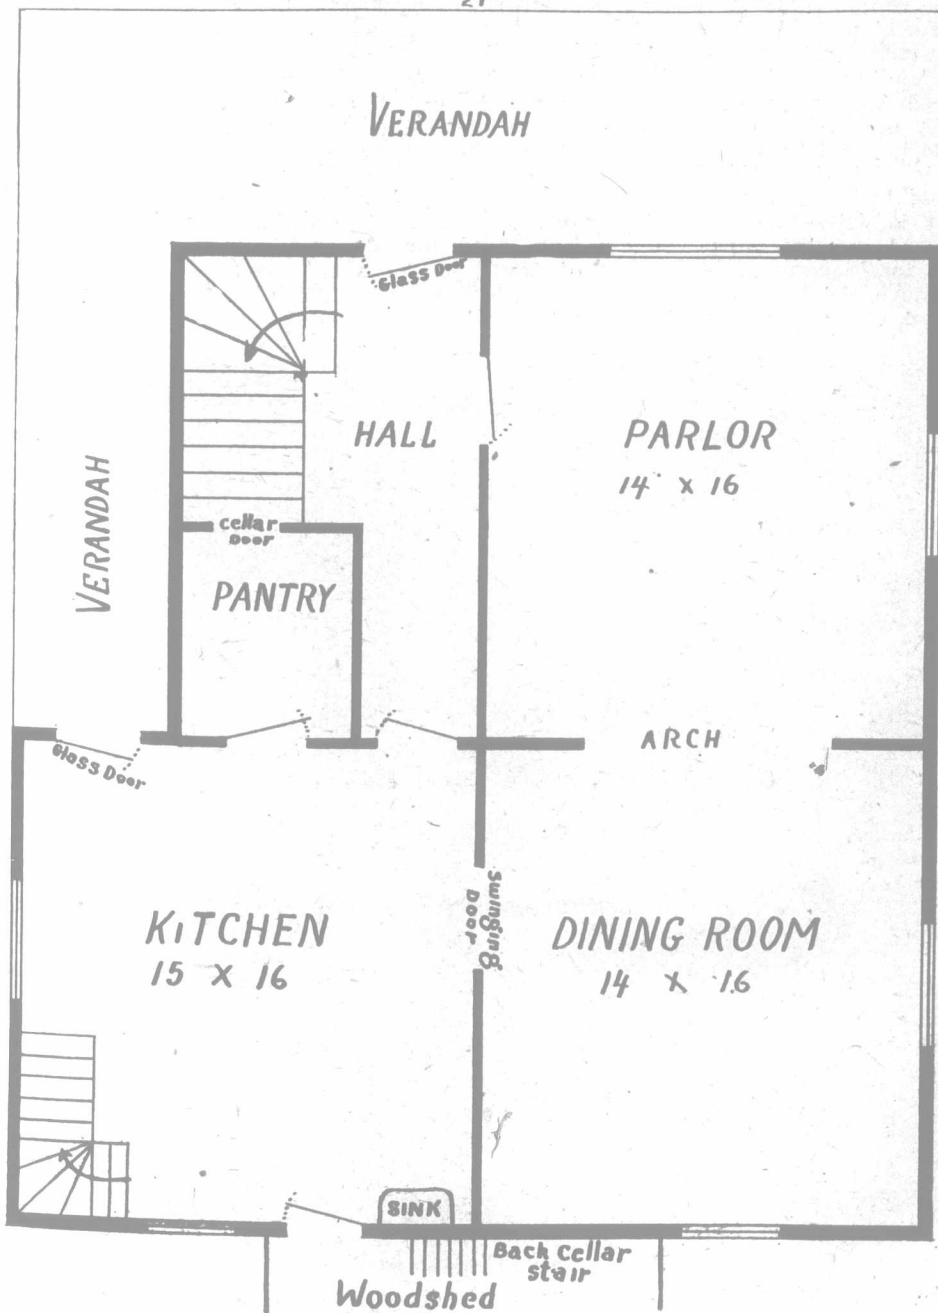 VERANDAH
Glass Door
HALL
PARLOR
14 x 16
VERANDAH
Cellar
Door
PANTRY
ARCH
Glass Door
Swinging
Door
KITCHEN
15 X 16
DINING ROOM
14 x 16
SINK
Back Cellar
stair
Woodshed